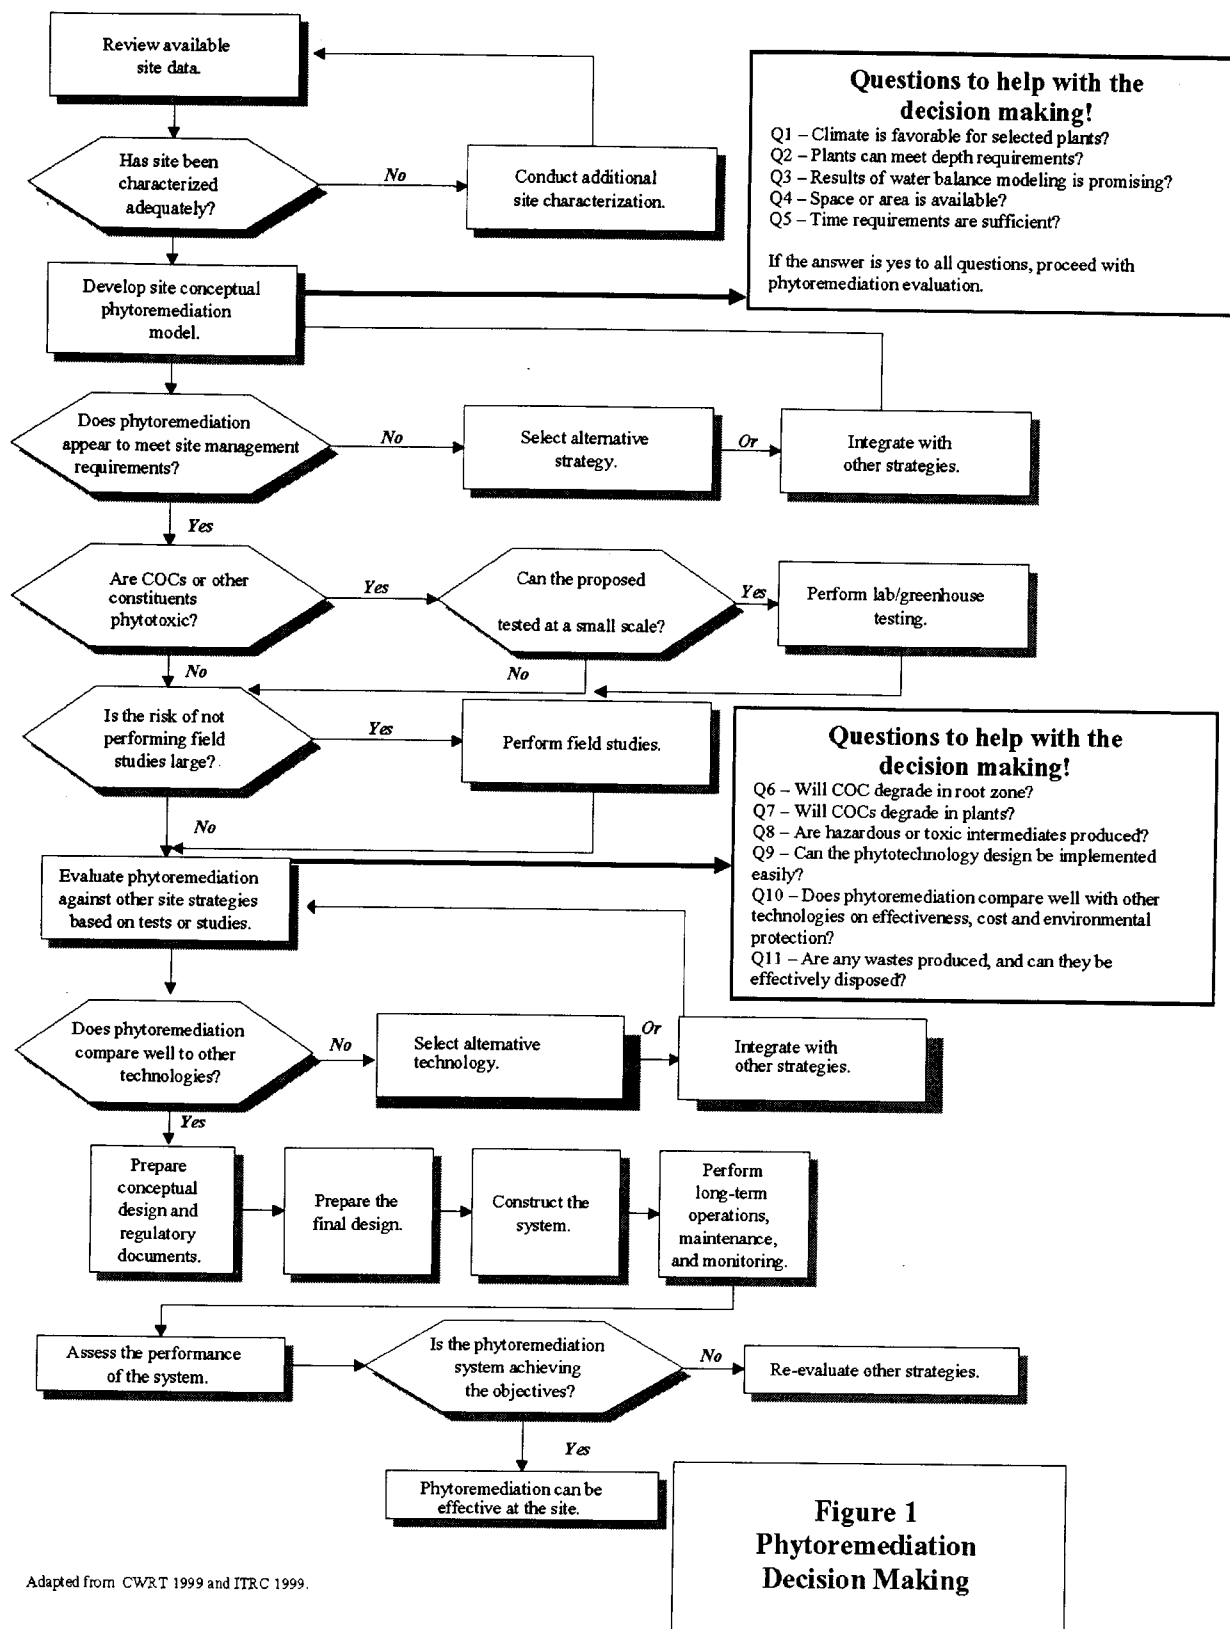 Review available
site data.
Has site been
characterized
adequately?
No
Conduct additional
site characterization.
Questions to help with the
decision making!
Q1 – Climate is favorable for selected plants?
Q2 – Plants can meet depth requirements?
Q3 – Results of water balance modeling is promising?
Q4 – Space or area is available?
Q5 – Time requirements are sufficient?
If the answer is yes to all questions, proceed with
phytoremediation evaluation.
Develop site conceptual
phytoremediation
model.
Does phytoremediation
appear to meet site management
requirements?
No
Select alternative
strategy.
Or
Integrate with
other strategies.
Yes
Are COCs or other
constituents
phytotoxic?
Yes
Can the proposed
tested at a small scale?
Yes
Perform lab/greenhouse
testing.
No
No
Is the risk of not
performing field
studies large?
Yes
Perform field studies.
No
Questions to help with the
decision making!
Q6 – Will COC degrade in root zone?
Q7 – Will COCs degrade in plants?
Q8 – Are hazardous or toxic intermediates produced?
Q9 – Can the phytotechnology design be implemented
easily?
Q10 – Does phytoremediation compare well with other
technologies on effectiveness, cost and environmental
protection?
Q11 – Are any wastes produced, and can they be
effectively disposed?
Evaluate phytoremediation
against other site strategies
based on tests or studies.
Does phytoremediation
compare well to other
technologies?
No
Select alternative
technology.
Or
Integrate with
other strategies.
Yes
Prepare
conceptual
design and
regulatory
documents.
Prepare the
final design.
Construct the
system.
Perform
long-term
operations,
maintenance,
and monitoring.
Assess the performance
of the system.
Is the phytoremediation
system achieving
the objectives?
No
Re-evaluate other strategies.
Yes
Phytoremediation can be
effective at the site.
Figure 1
Phytoremediation
Decision Making
Adapted from CWRT 1999 and ITRC 1999.